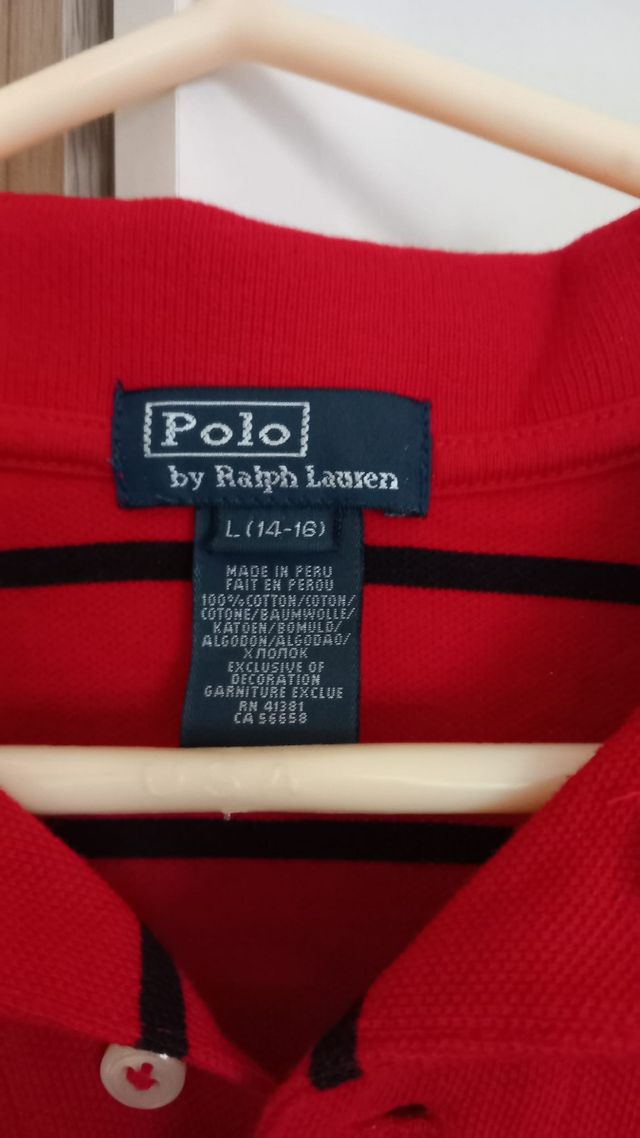 Polo
by Ralph Lauren
L (14-16)
MADE IN PERU
FAIT EN PEROU
100% COTTON/COTON/
COTONE/BAUMWOLLE/
KATOEN/BOMULD/
ALGODON/ALGODAO/
ХЛОПОК
EXCLUSIVE OF
DECORATION
GARNITURE EXCLUE
RN 41381
CA 56658
USA